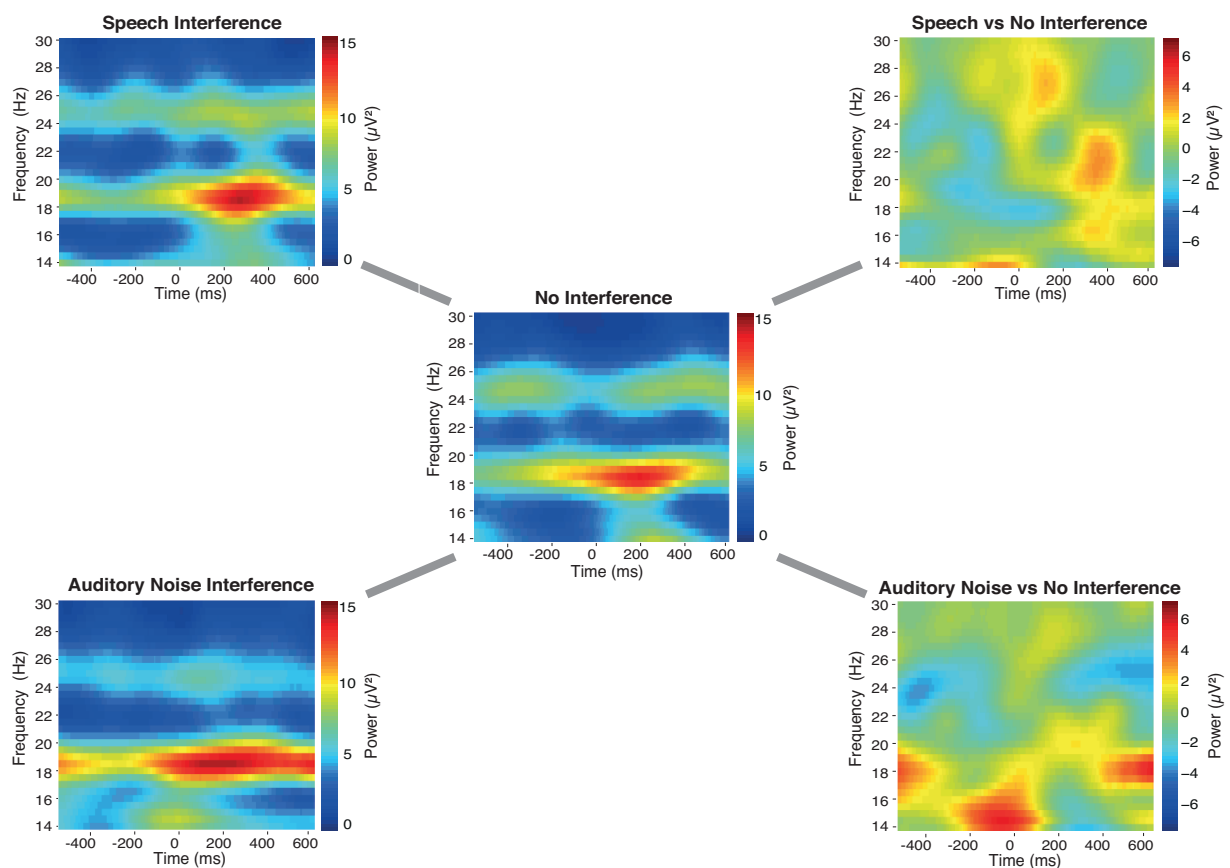 Speech Interference
30
28
26
24
22
20
18
16
14
Frequency (Hz)
-400 -200 0 200 400 600
Time (ms)
15
10
5
0
Power (µV²)
Speech vs No Interference
30
28
26
24
22
20
18
16
14
Frequency (Hz)
-400 -200 0 200 400 600
Time (ms)
6
4
2
0
−2
−4
−6
Power (µV²)
No Interference
30
28
26
24
22
20
18
16
14
Frequency (Hz)
-400 -200 0 200 400 600
Time (ms)
15
10
5
0
Power (µV²)
Auditory Noise Interference
30
28
26
24
22
20
18
16
14
Frequency (Hz)
-400 -200 0 200 400 600
Time (ms)
15
10
5
0
Power (µV²)
Auditory Noise vs No Interference
30
28
26
24
22
20
18
16
14
Frequency (Hz)
-400 -200 0 200 400 600
Time (ms)
6
4
2
0
−2
−4
−6
Power (µV²)